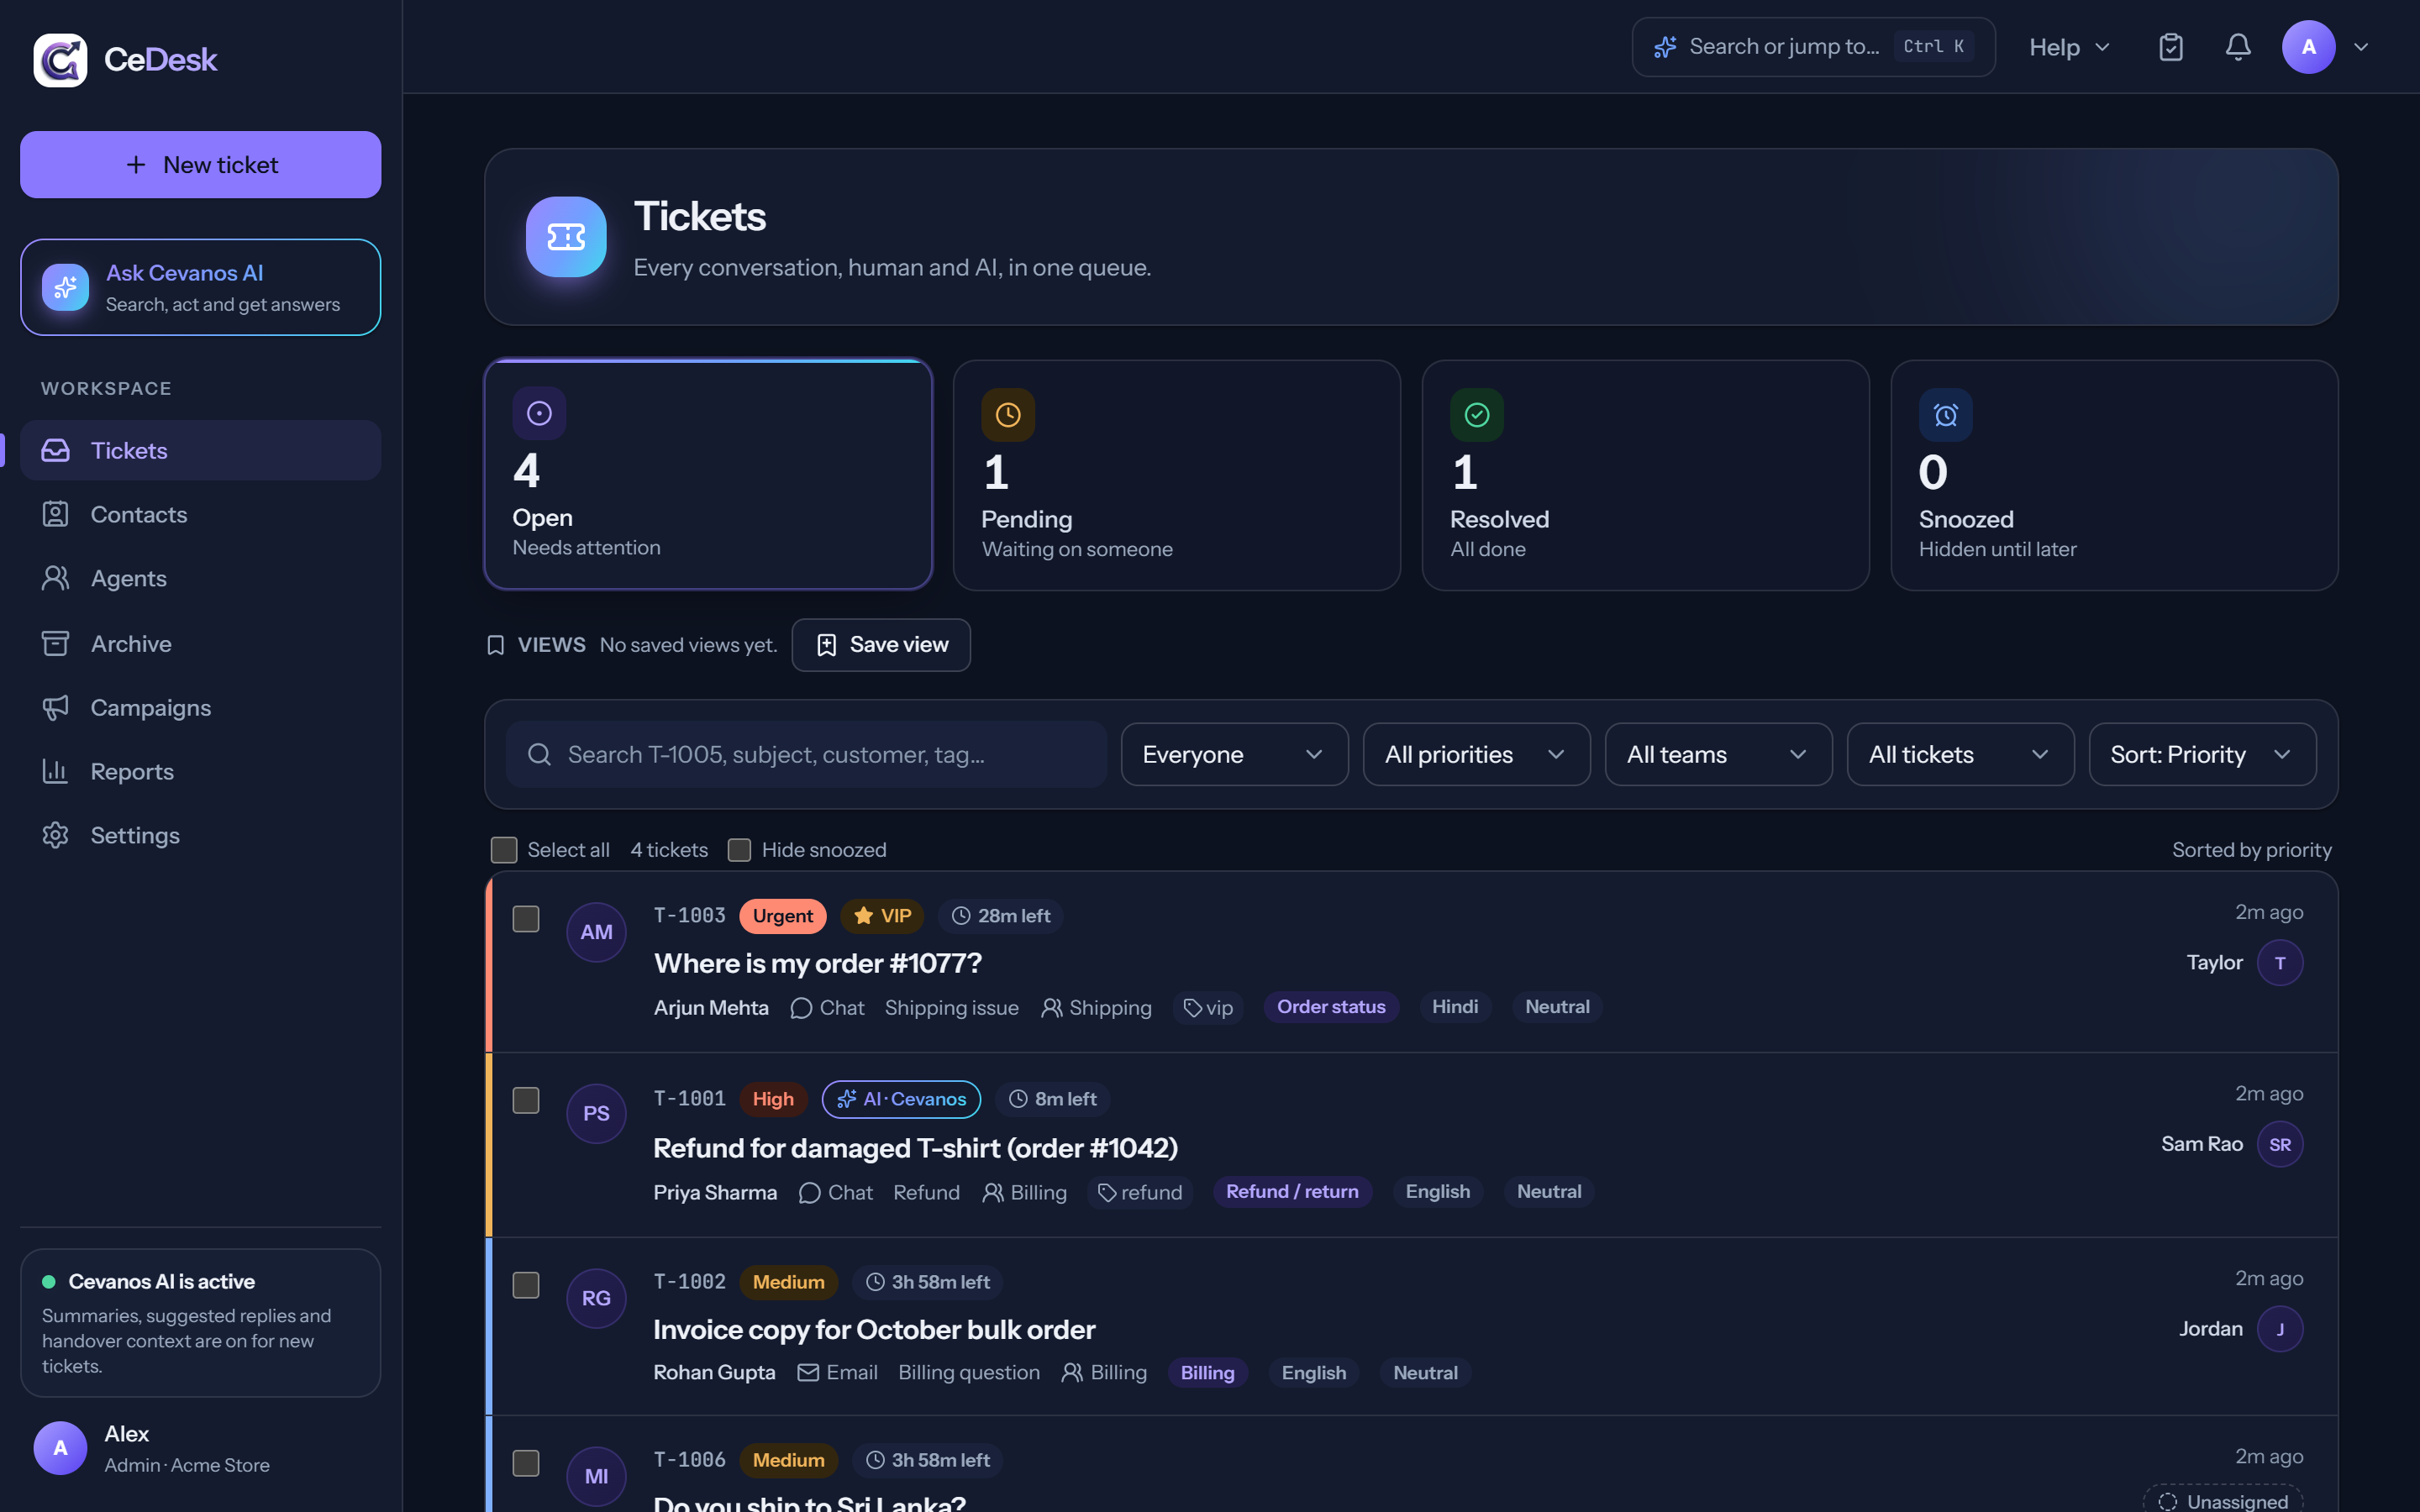 CeDesk
New ticket
Ask Cevanos AI
Search, act and get answers
WORKSPACE
Tickets
Contacts
Agents
Archive
Campaigns
Reports
Settings
Cevanos AI is active
Summaries, suggested replies and
handover context are on for new
tickets.
A
Alex
Admin · Acme Store
Search or jump to... Ctrl K
Help
A
Tickets
Every conversation, human and AI, in one queue.
4
Open
Needs attention
1
Pending
Waiting on someone
1
Resolved
All done
0
Snoozed
Hidden until later
VIEWS No saved views yet. Save view
Search T-1005, subject, customer, tag... Everyone All priorities All teams All tickets Sort: Priority
Select all 4 tickets Hide snoozed Sorted by priority
AM T-1003 Urgent VIP 28m left 2m ago
Where is my order #1077? Taylor T
Arjun Mehta Chat Shipping issue Shipping vip Order status Hindi Neutral
PS T-1001 High AI · Cevanos 8m left 2m ago
Refund for damaged T-shirt (order #1042) Sam Rao SR
Priya Sharma Chat Refund Billing refund Refund / return English Neutral
RG T-1002 Medium 3h 58m left 2m ago
Invoice copy for October bulk order Jordan J
Rohan Gupta Email Billing question Billing Billing English Neutral
MI T-1006 Medium 3h 58m left 2m ago
Do you ship to Sri Lanka? Unassigned